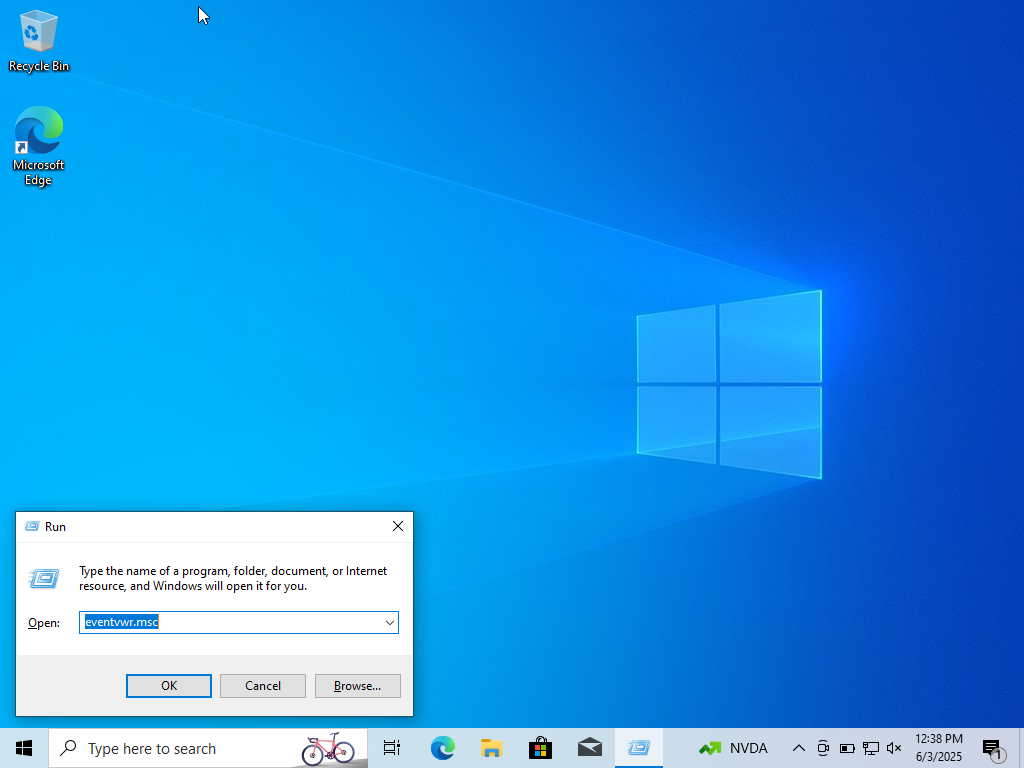 Recycle Bin
Microsoft
Edge
Run
Type the name of a program, folder, document, or Internet
resource, and Windows will open it for you.
Open:
eventvwr.msc
OK
Cancel
Browse...
Type here to search
NVDA
12:38 PM
6/3/2025
1